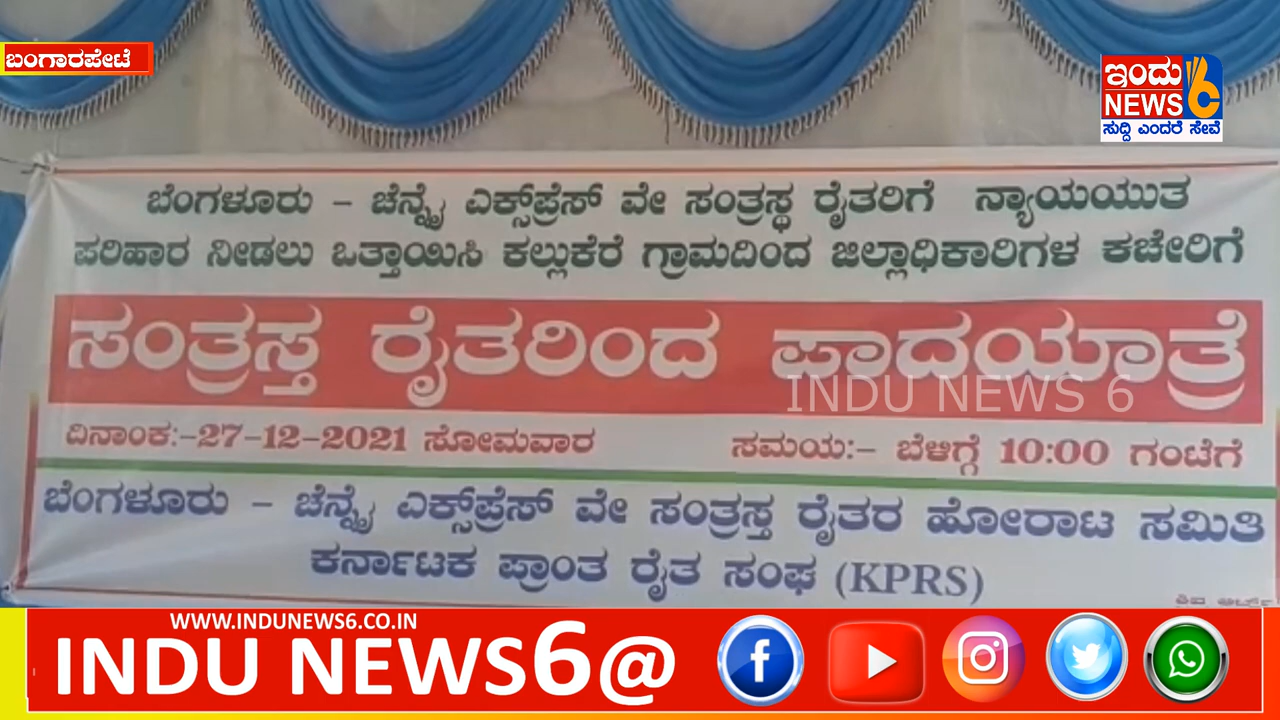 ಬಂಗಾರಪೇಟೆ
ಇಂದು
NEWS 6
ಸುದ್ದಿ ಎಂದರೆ ಸೇವೆ
ಬೆಂಗಳೂರು - ಚೆನ್ನೈ ಎಕ್ಸ್‌ಪ್ರೆಸ್ ವೇ ಸಂತ್ರಸ್ಥ ರೈತರಿಗೆ ನ್ಯಾಯಯುತ
ಪರಿಹಾರ ನೀಡಲು ಒತ್ತಾಯಿಸಿ ಕಲ್ಲುಕೆರೆ ಗ್ರಾಮದಿಂದ ಜಿಲ್ಲಾಧಿಕಾರಿಗಳ ಕಚೇರಿಗೆ
ಸಂತ್ರಸ್ತ ರೈತರಿಂದ ಪಾದಯಾತ್ರೆ
INDU NEWS 6
ದಿನಾಂಕ:-27-12-2021 ಸೋಮವಾರ ಸಮಯ:- ಬೆಳಿಗ್ಗೆ 10:00 ಗಂಟೆಗೆ
ಬೆಂಗಳೂರು - ಚೆನ್ನೈ ಎಕ್ಸ್‌ಪ್ರೆಸ್ ವೇ ಸಂತ್ರಸ್ತ ರೈತರ ಹೋರಾಟ ಸಮಿತಿ
ಕರ್ನಾಟಕ ಪ್ರಾಂತ ರೈತ ಸಂಘ (KPRS)
WWW.INDUNEWS6.CO.IN
INDU NEWS6@